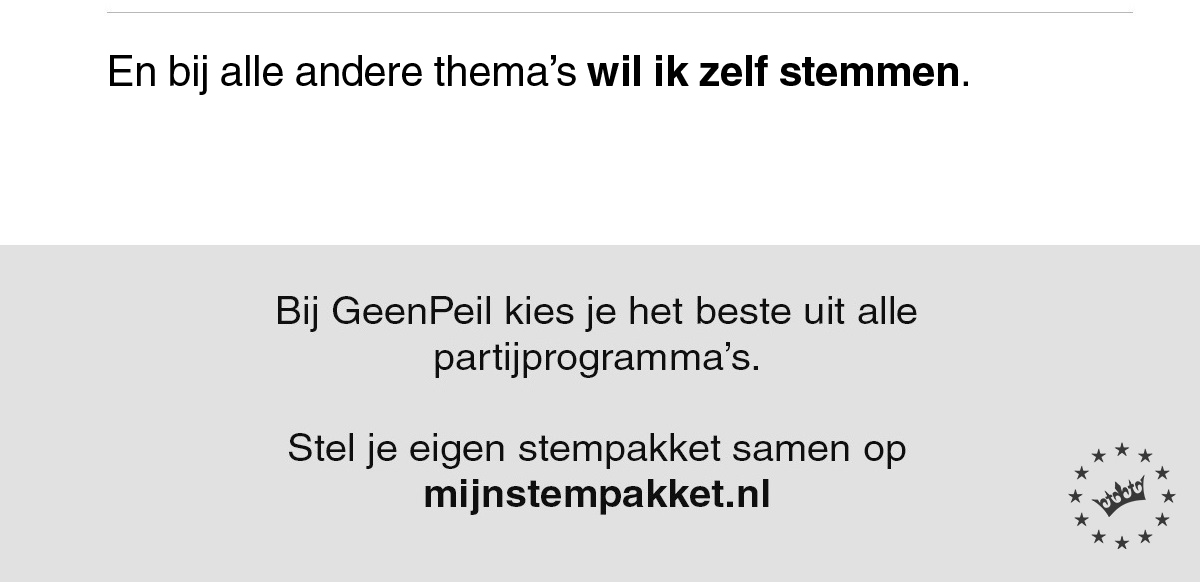 En bij alle andere thema’s wil ik zelf stemmen.
Bij GeenPeil kies je het beste uit alle
partijprogramma’s.
Stel je eigen stempakket samen op
mijnstempakket.nl